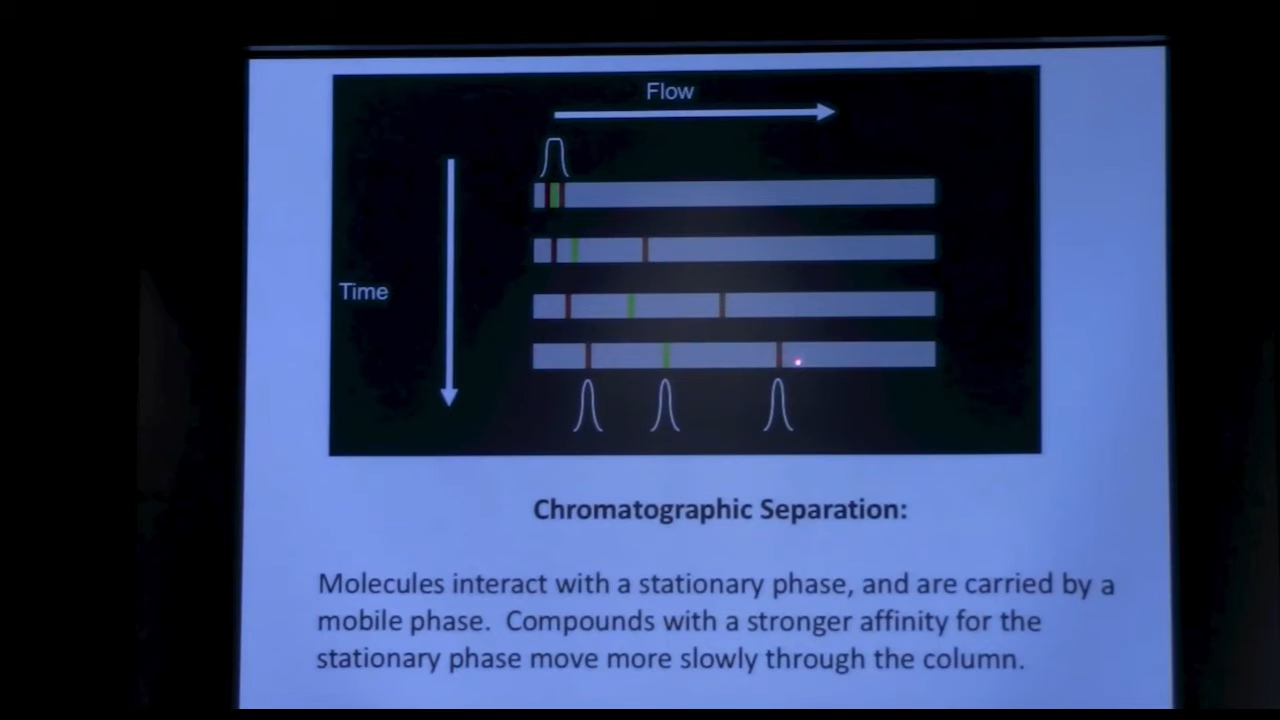 Flow
Time
Chromatographic Separation:
Molecules interact with a stationary phase, and are carried by a
mobile phase. Compounds with a stronger affinity for the
stationary phase move more slowly through the column.